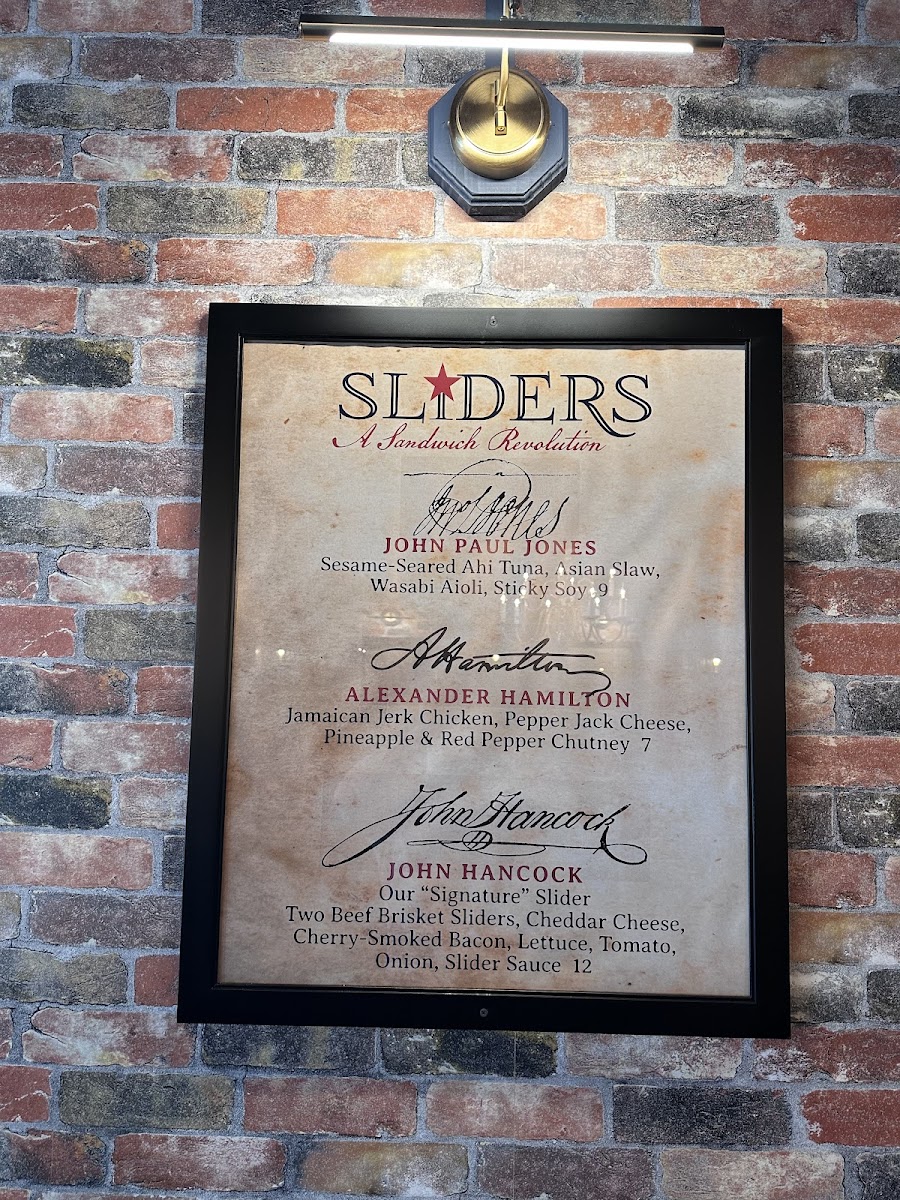 SLIDERS
A Sandwich Revolution
Jno P Jones
JOHN PAUL JONES
Sesame-Seared Ahi Tuna, Asian Slaw,
Wasabi Aioli, Sticky Soy 9
A Hamilton
ALEXANDER HAMILTON
Jamaican Jerk Chicken, Pepper Jack Cheese,
Pineapple & Red Pepper Chutney 7
John Hancock
JOHN HANCOCK
Our “Signature” Slider
Two Beef Brisket Sliders, Cheddar Cheese,
Cherry-Smoked Bacon, Lettuce, Tomato,
Onion, Slider Sauce 12